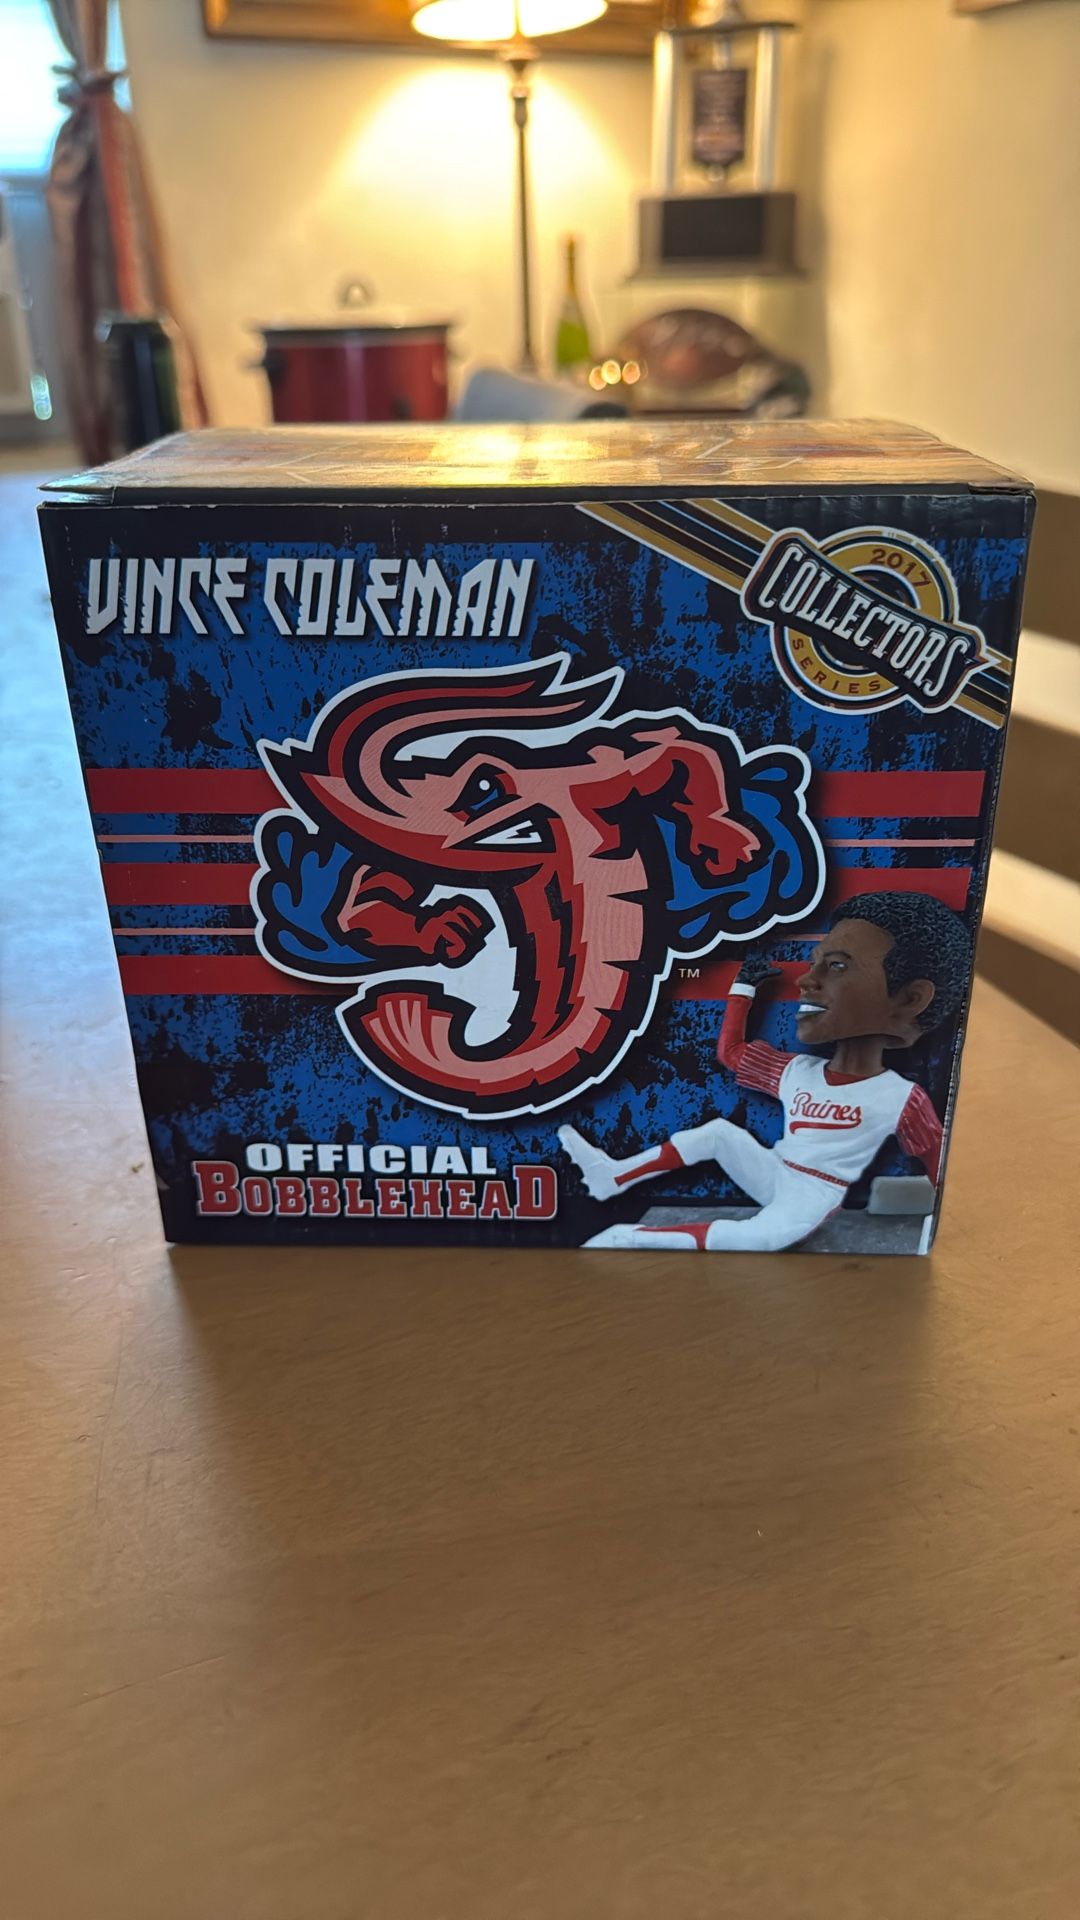 VINCE COLEMAN
2017
COLLECTORS
SERIES
TM
Raines
OFFICIAL
BOBBLEHEAD